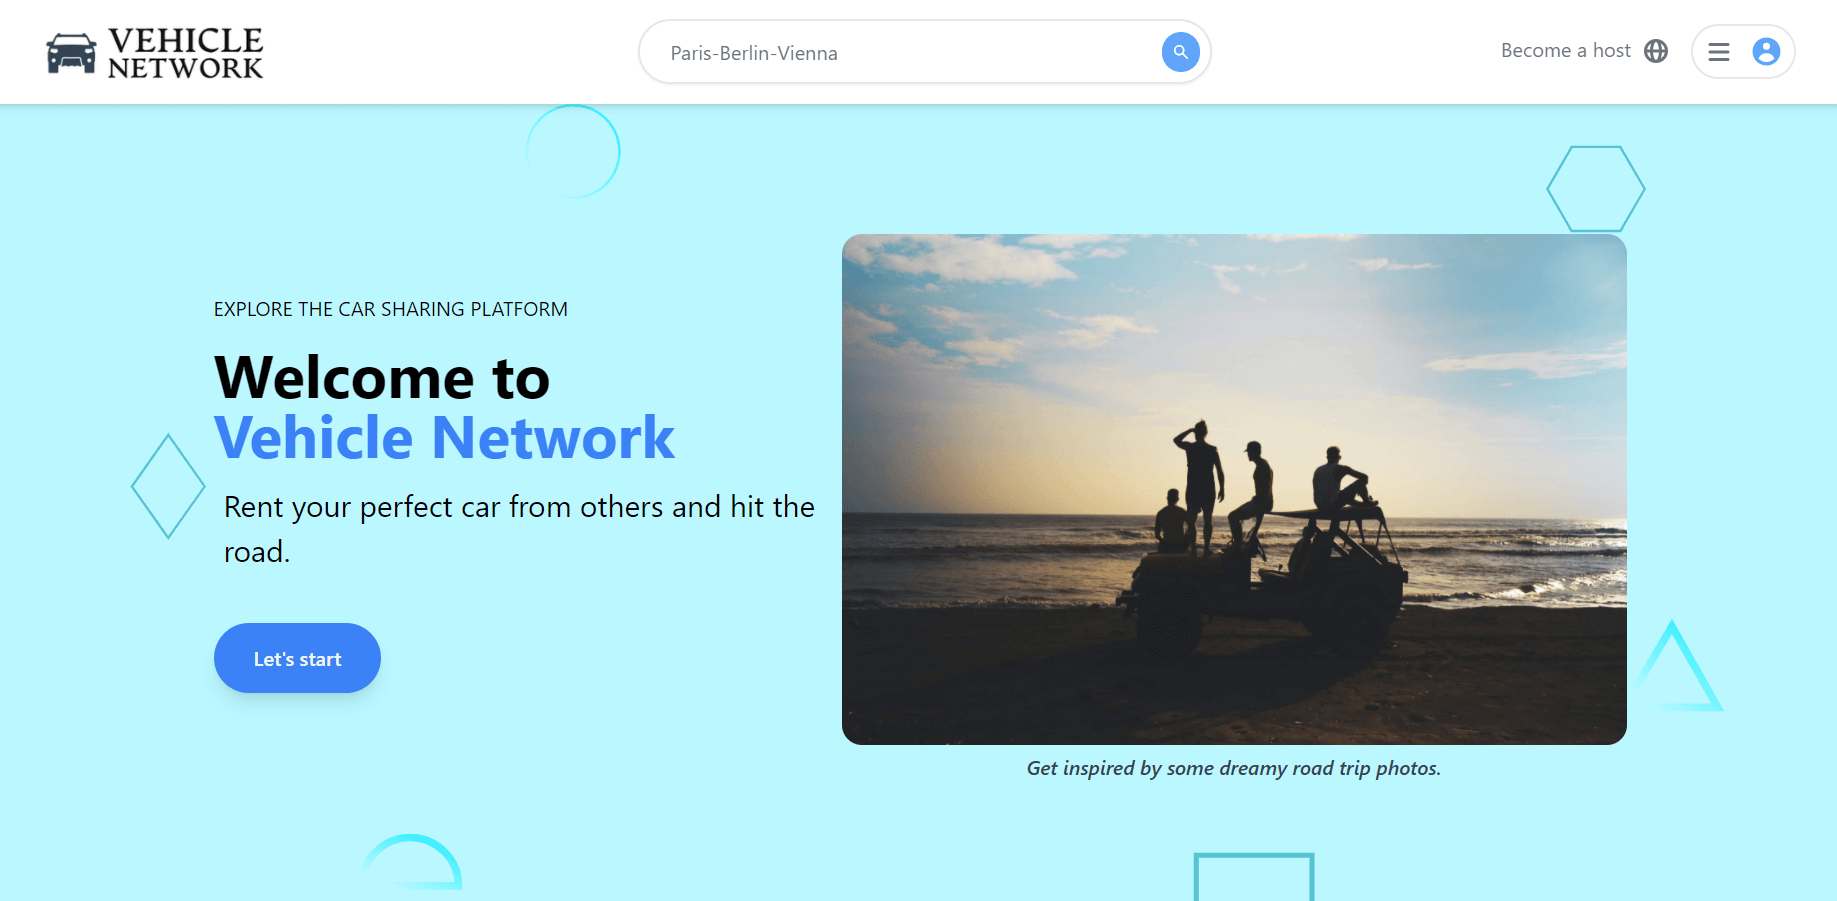 VEHICLE
NETWORK
Paris-Berlin-Vienna
Become a host
EXPLORE THE CAR SHARING PLATFORM
Welcome to
Vehicle Network
Rent your perfect car from others and hit the
road.
Let's start
Get inspired by some dreamy road trip photos.